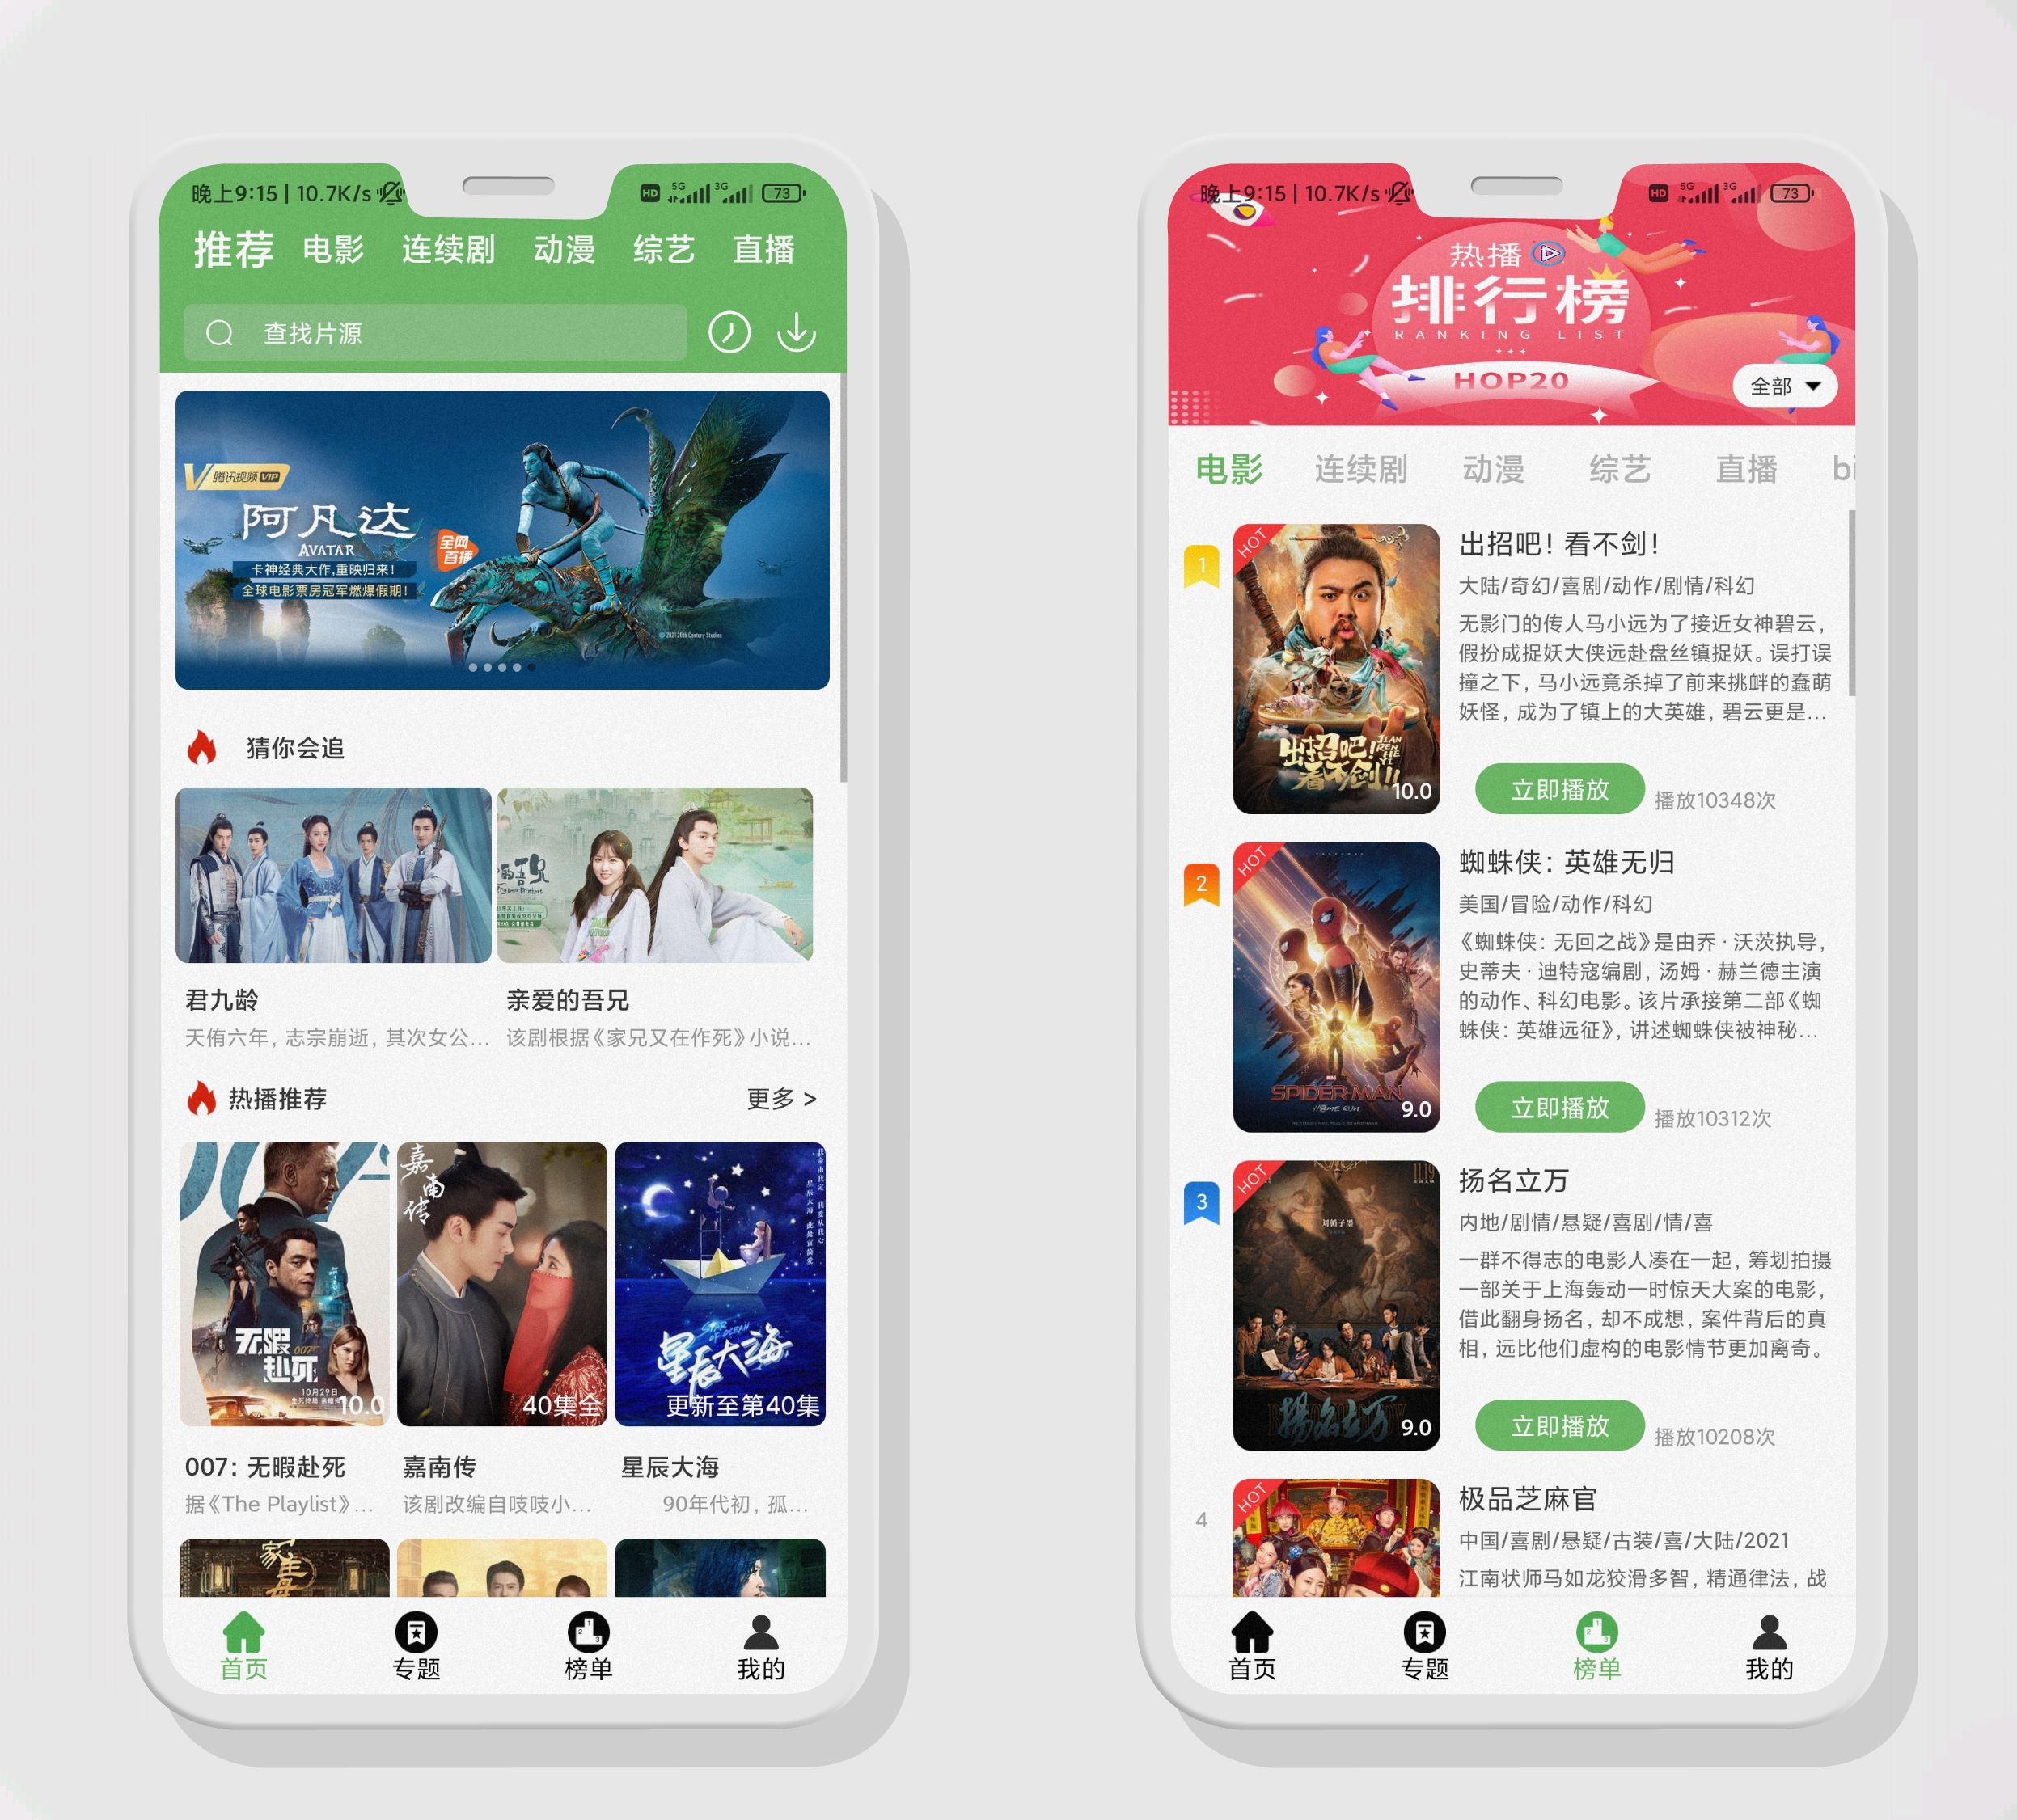 晚上9:15 | 10.7K/s
HD 5G 3G 73
推荐 电影 连续剧 动漫 综艺 直播
查找片源
腾讯视频 VIP
阿凡达
AVATAR
全网
首播
卡神经典大作,重映归来!
全球电影票房冠军燃爆假期!
猜你会追
君九龄 亲爱的吾兄
天侑六年，志宗崩逝，其次女公... 该剧根据《家兄又在作死》小说...
热播推荐 更多 >
嘉南传
STAR OF OCEAN
星辰大海
无暇赴死
007
10月29日
10.0 40集全 更新至第40集
007：无暇赴死 嘉南传 星辰大海
据《The Playlist》... 该剧改编自吱吱小... 90年代初，孤...
首页 专题 榜单 我的
晚上9:15 | 10.7K/s
HD 5G 3G 73
热播
排行榜
RANKING LIST
HOP20
全部
电影 连续剧 动漫 综艺 直播 bi
1
HOT
出招吧！看不剑！
大陆/奇幻/喜剧/动作/剧情/科幻
无影门的传人马小远为了接近女神碧云，
假扮成捉妖大侠远赴盘丝镇捉妖。误打误
撞之下，马小远竟杀掉了前来挑衅的蠢萌
妖怪，成为了镇上的大英雄，碧云更是...
出招吧!
看不剑!!
10.0
立即播放 播放10348次
2
HOT
蜘蛛侠：英雄无归
美国/冒险/动作/科幻
《蜘蛛侠：无回之战》是由乔·沃茨执导，
史蒂夫·迪特寇编剧，汤姆·赫兰德主演
的动作、科幻电影。该片承接第二部《蜘
蛛侠：英雄远征》，讲述蜘蛛侠被神秘...
SPIDER-MAN
HOME RUN
9.0
立即播放 播放10312次
3
HOT
扬名立万
内地/剧情/悬疑/喜剧/情/喜
一群不得志的电影人凑在一起，筹划拍摄
一部关于上海轰动一时惊天大案的电影，
借此翻身扬名，却不成想，案件背后的真
相，远比他们虚构的电影情节更加离奇。
扬名立万
9.0
立即播放 播放10208次
4
HOT
极品芝麻官
中国/喜剧/悬疑/古装/喜/大陆/2021
江南状师马如龙狡滑多智，精通律法，战
首页 专题 榜单 我的